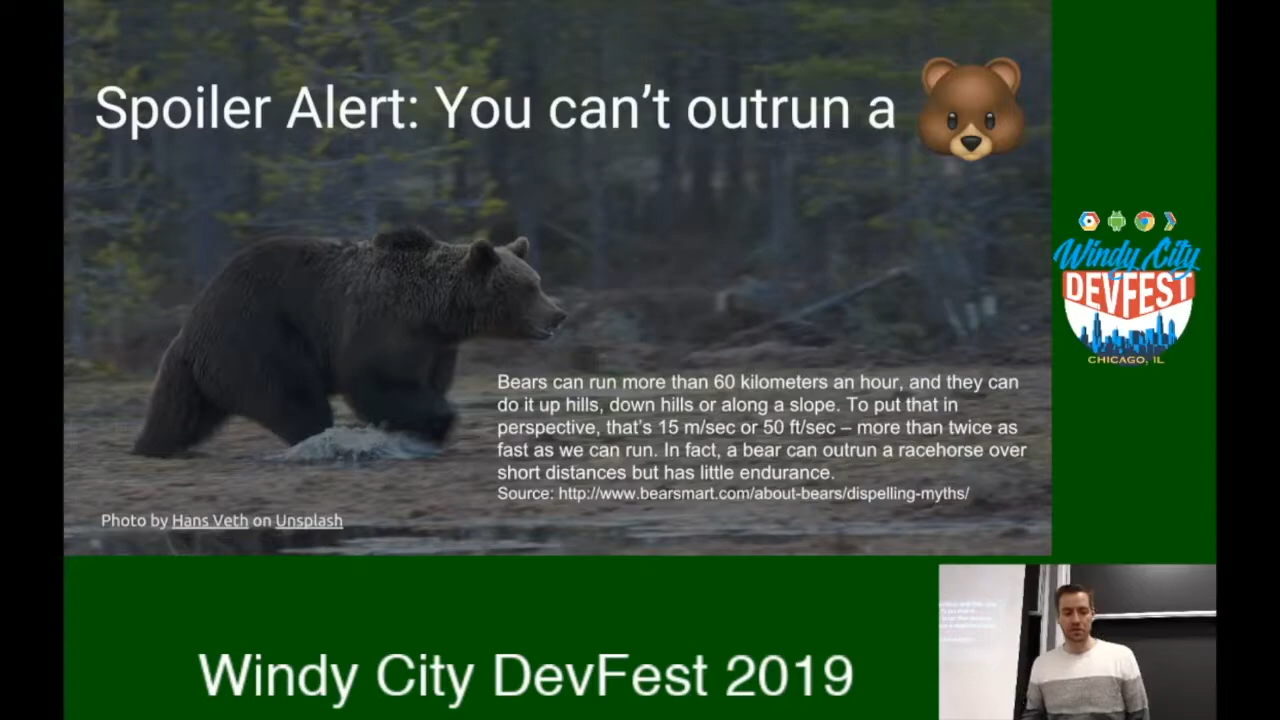 Spoiler Alert: You can’t outrun a
Windy City
DEVFEST
CHICAGO, IL
Bears can run more than 60 kilometers an hour, and they can
do it up hills, down hills or along a slope. To put that in
perspective, that’s 15 m/sec or 50 ft/sec – more than twice as
fast as we can run. In fact, a bear can outrun a racehorse over
short distances but has little endurance.
Source: http://www.bearsmart.com/about-bears/dispelling-myths/
Photo by Hans Veth on Unsplash
Windy City DevFest 2019